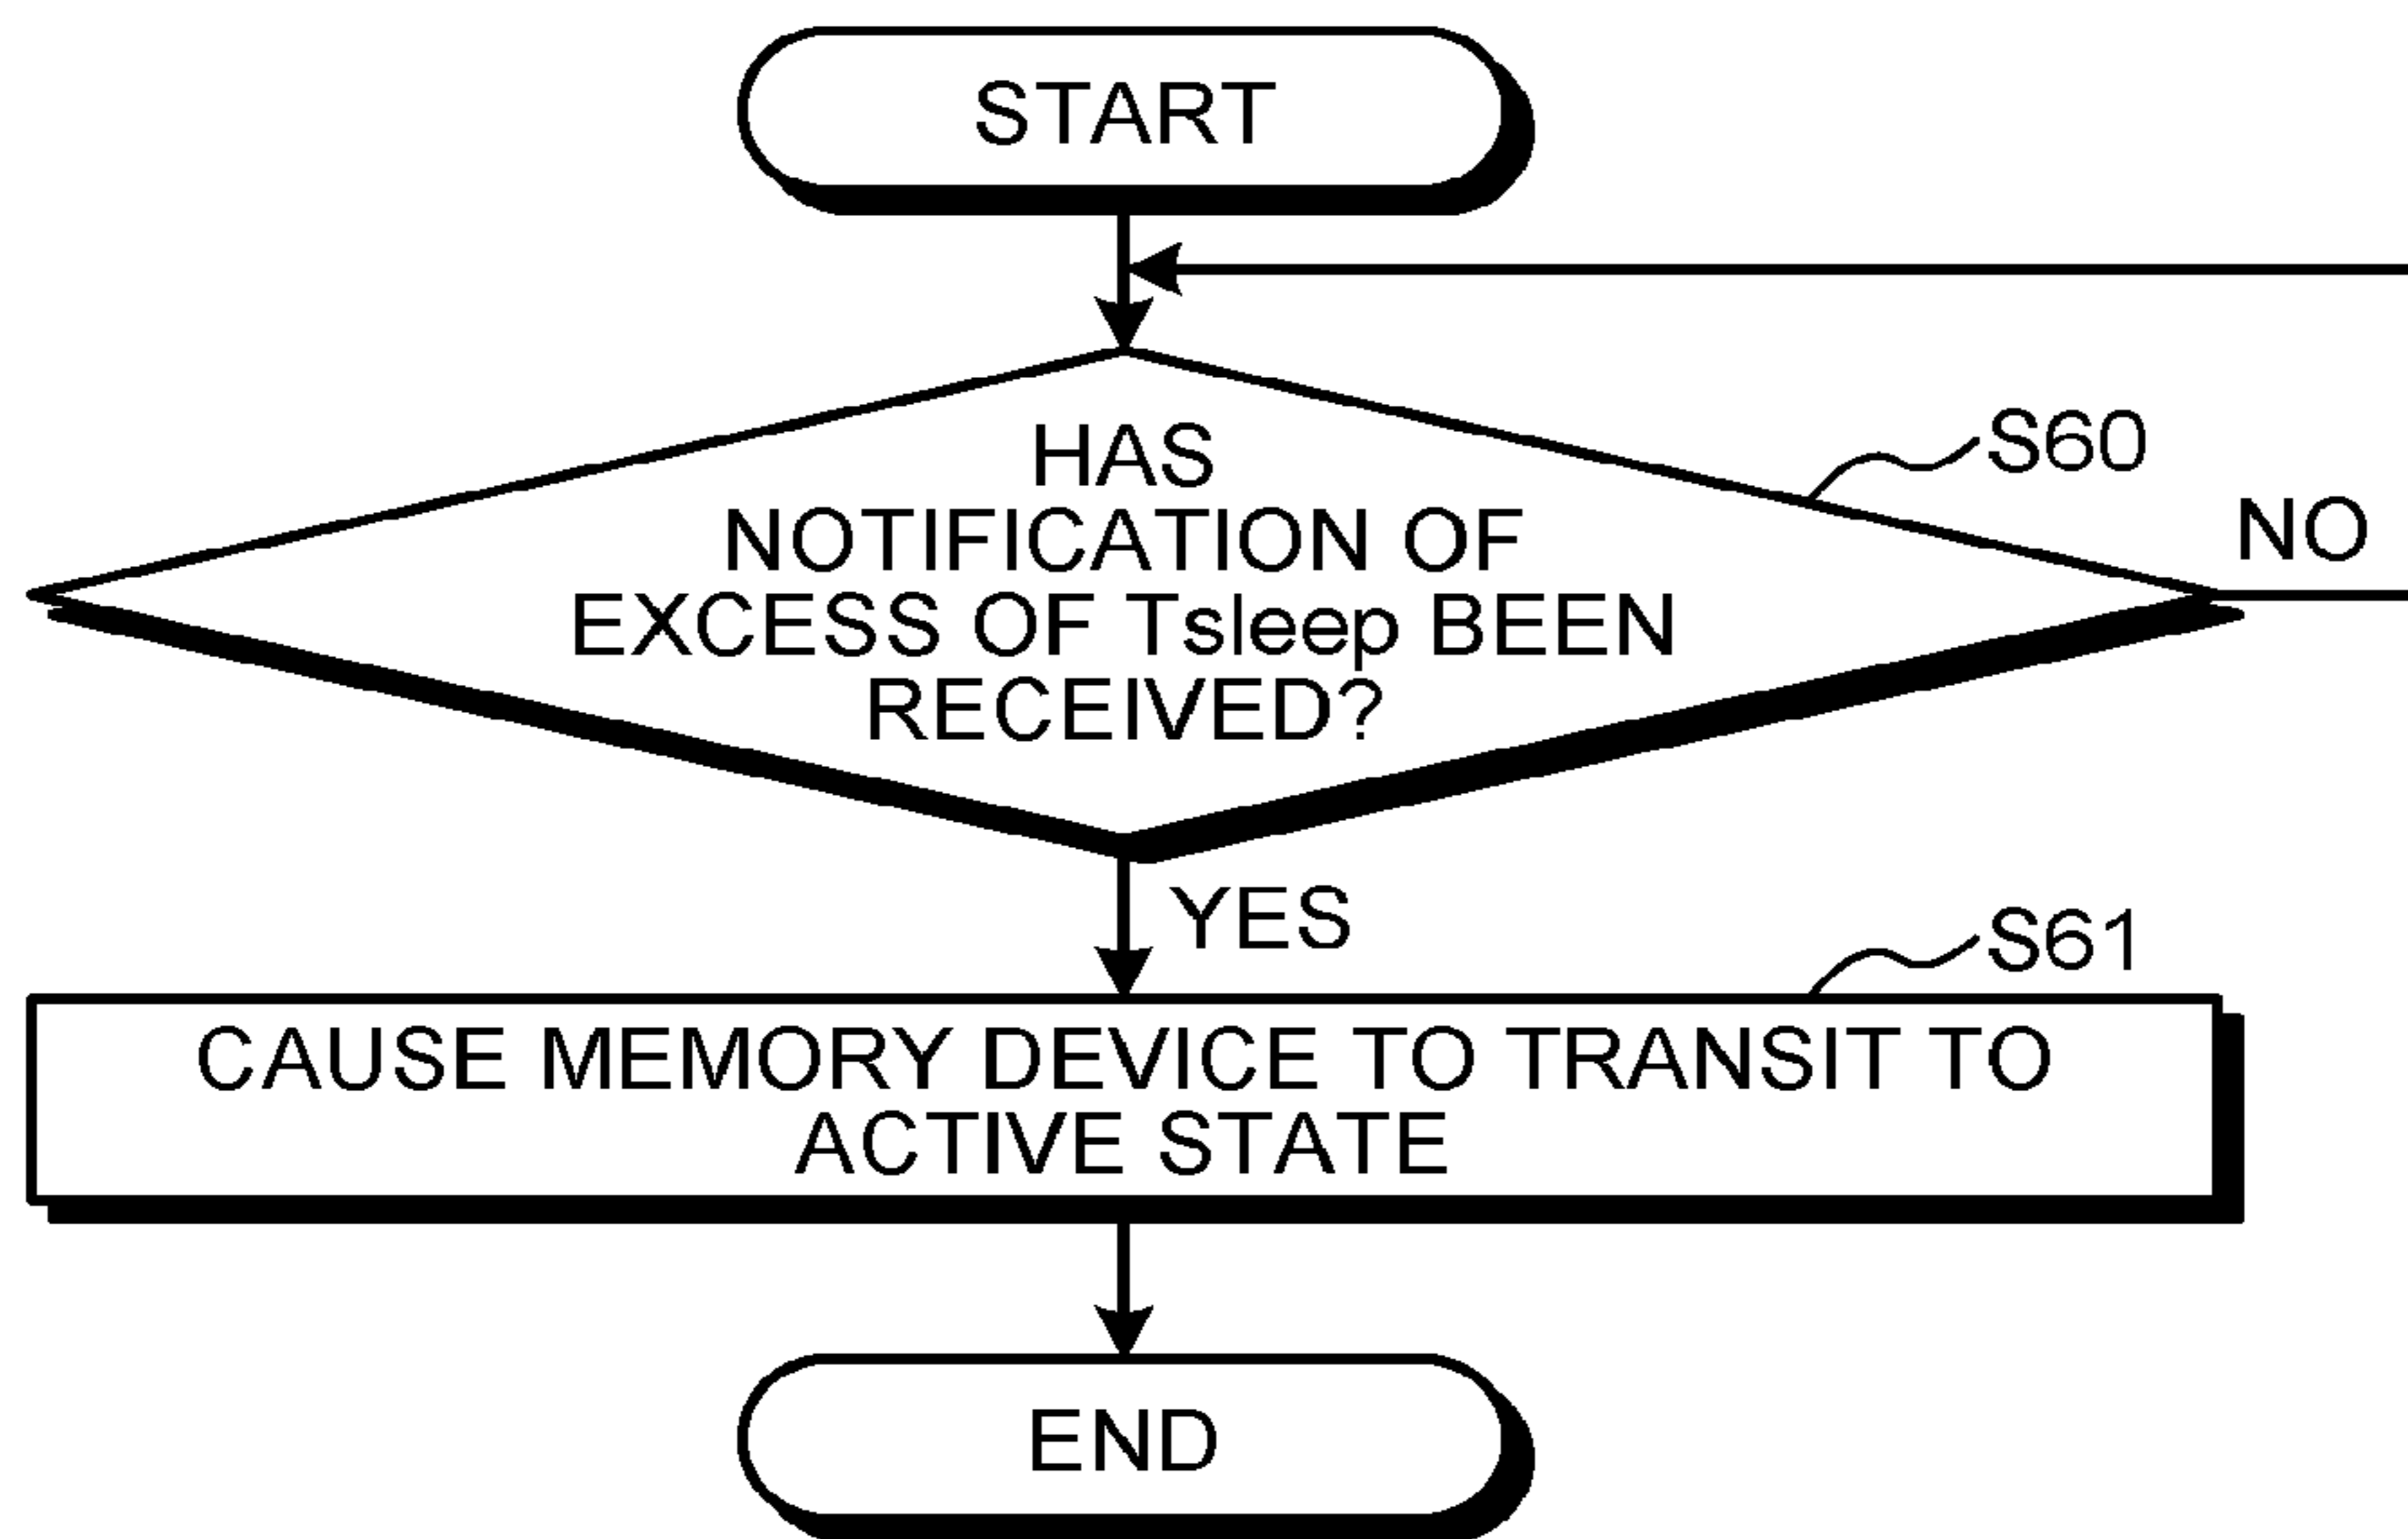 START
HAS
NOTIFICATION OF
EXCESS OF Tsleep BEEN
RECEIVED?
S60
NO
YES
S61
CAUSE MEMORY DEVICE TO TRANSIT TO
ACTIVE STATE
END